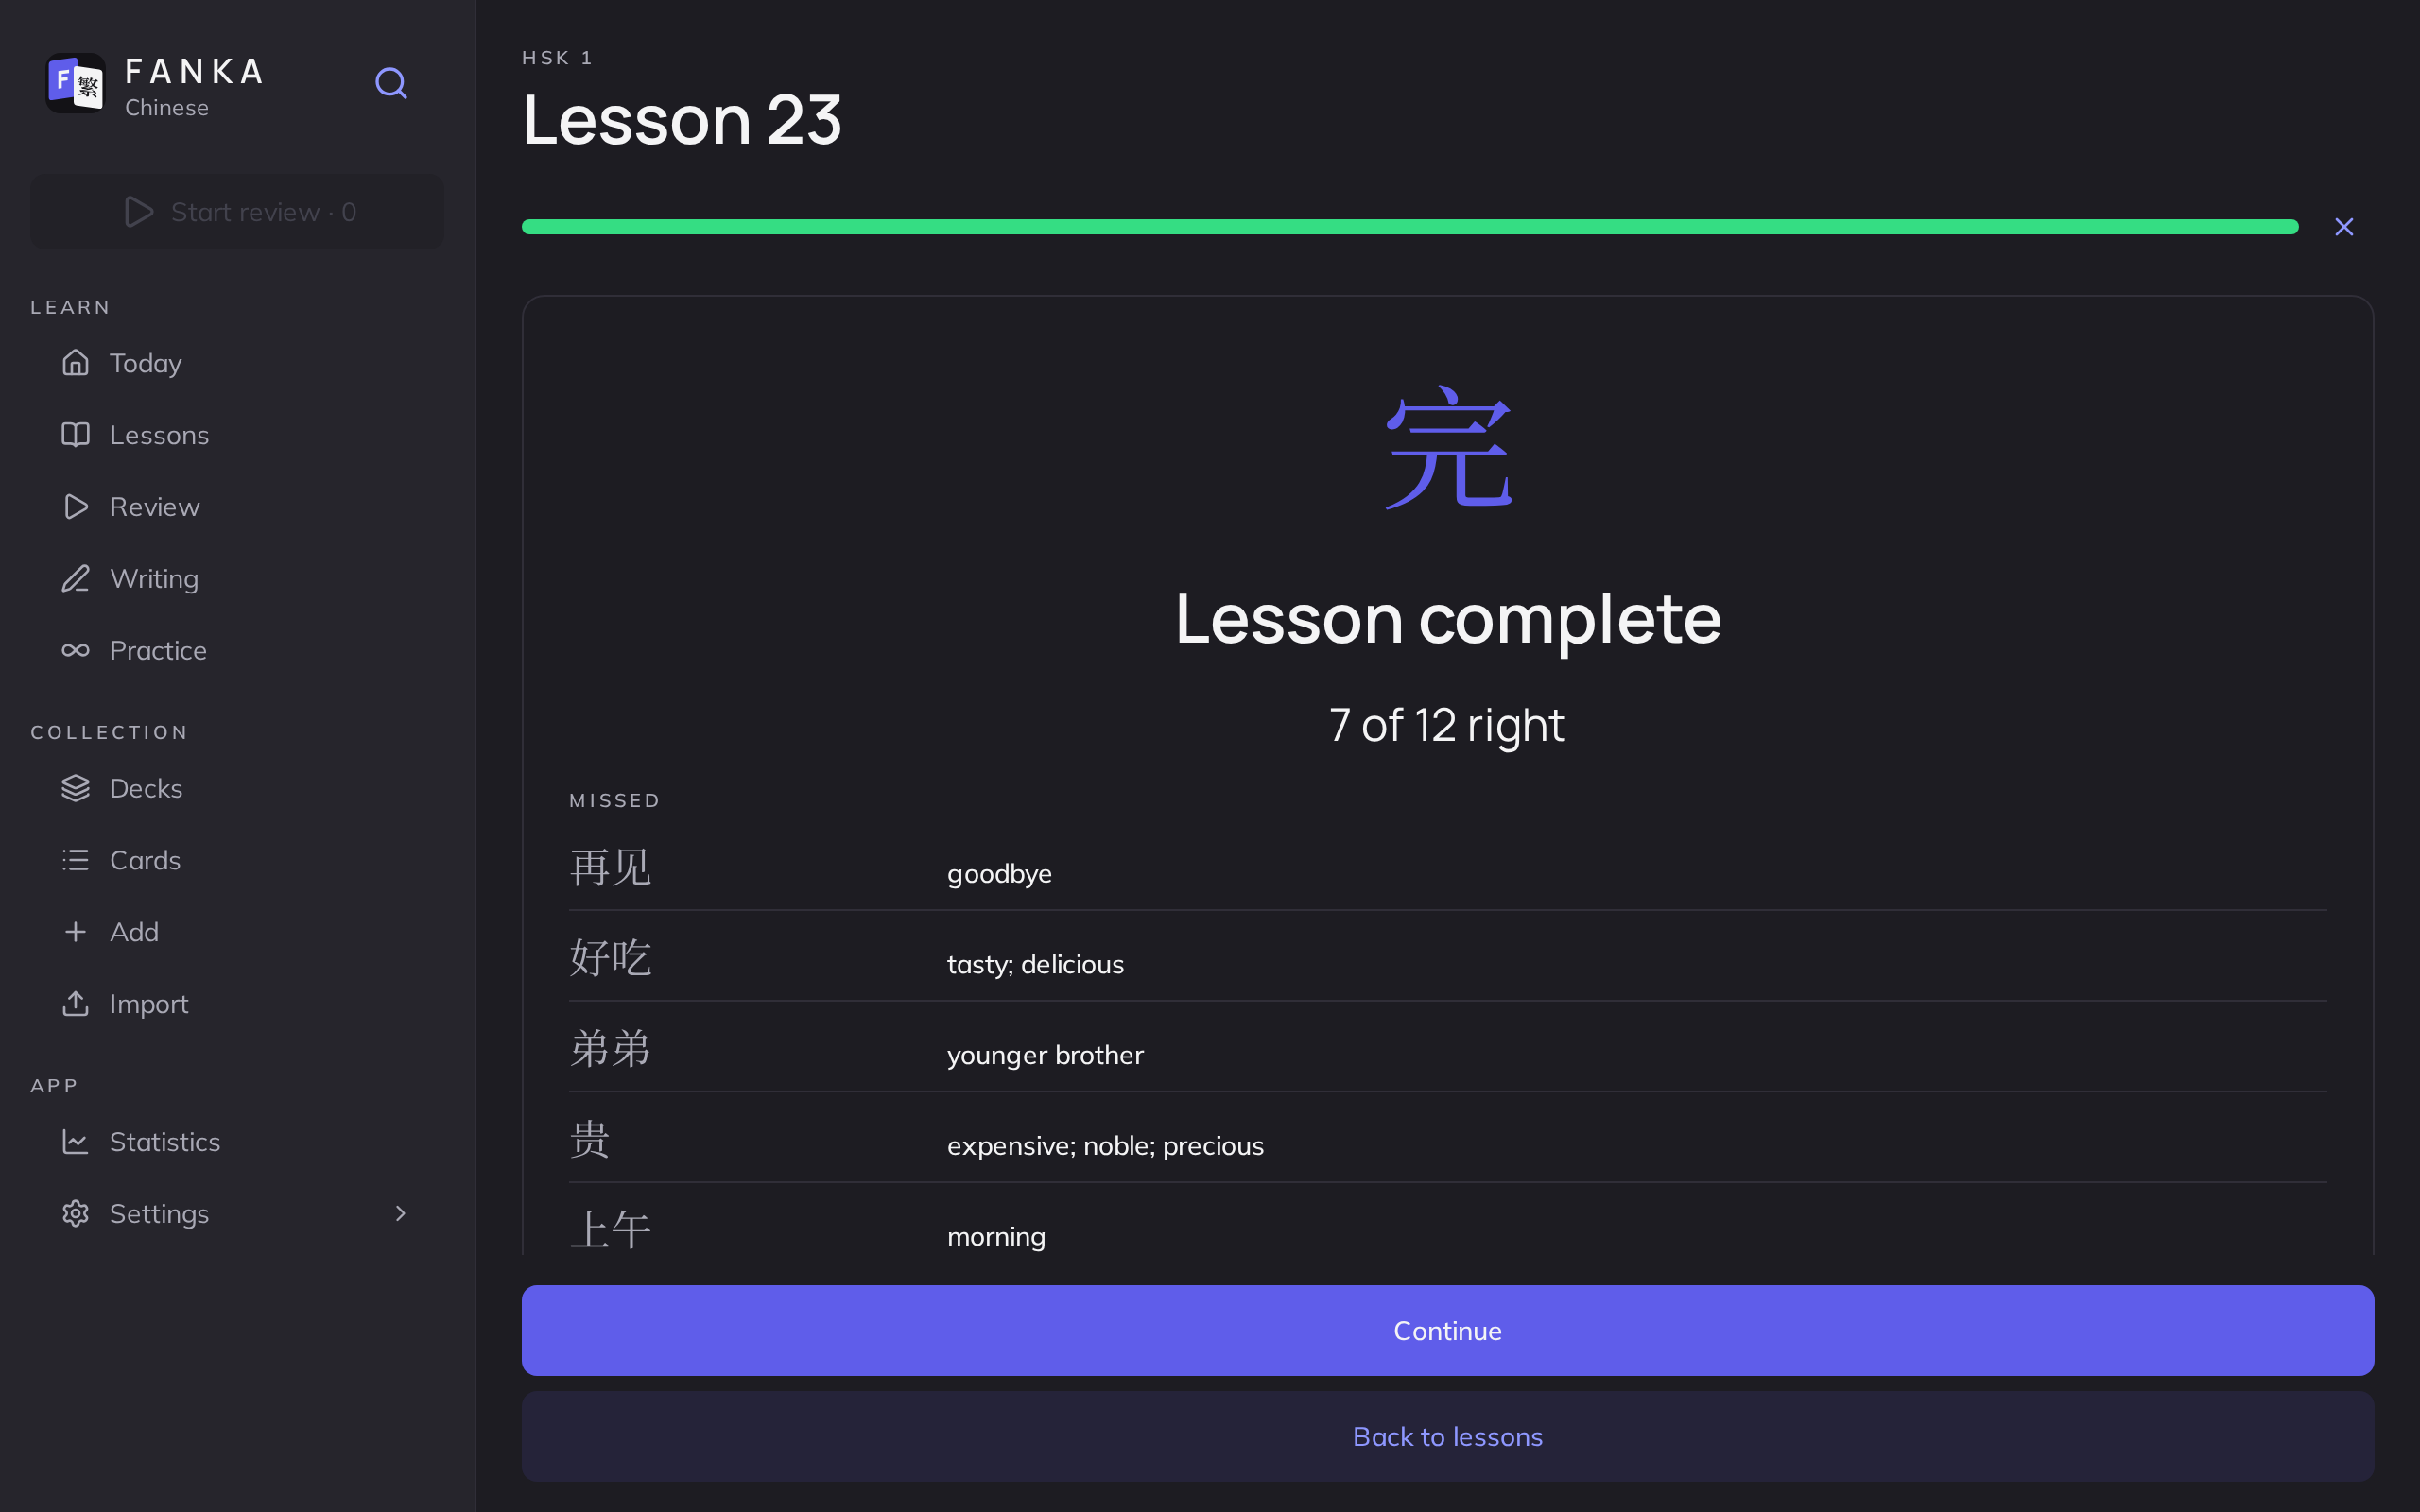 F 繁
FANKA
Chinese
Start review · 0
LEARN
Today
Lessons
Review
Writing
Practice
COLLECTION
Decks
Cards
Add
Import
APP
Statistics
Settings
HSK 1
Lesson 23
完
Lesson complete
7 of 12 right
MISSED
再见 goodbye
好吃 tasty; delicious
弟弟 younger brother
贵 expensive; noble; precious
上午 morning
Continue
Back to lessons